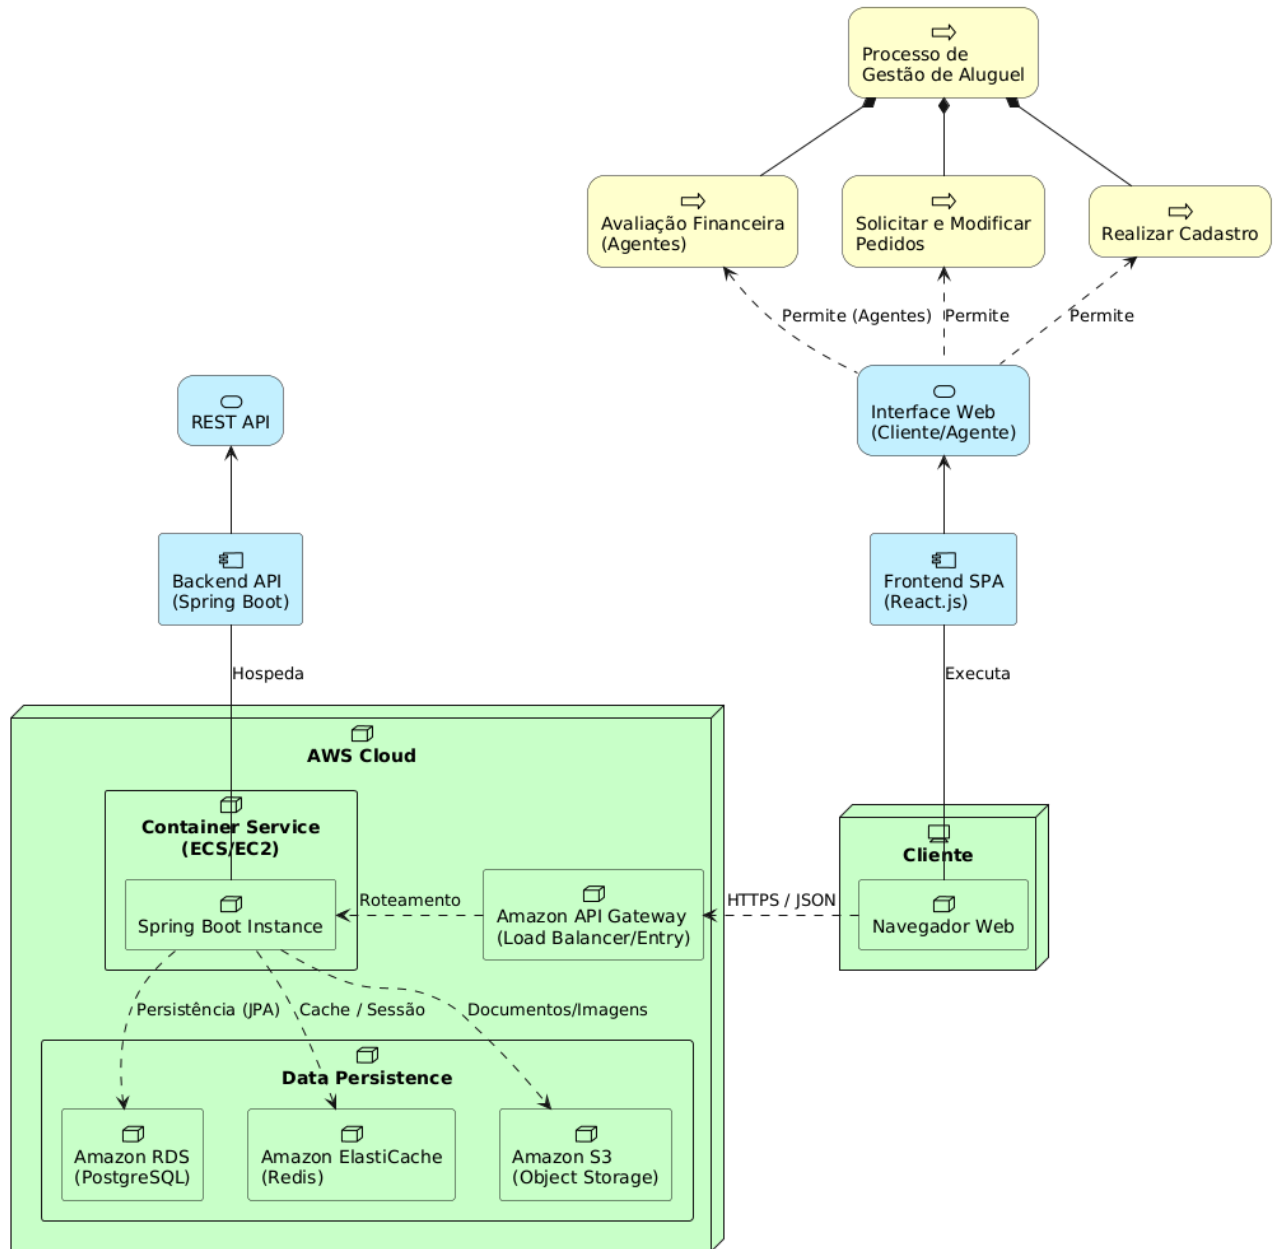 Processo de
Gestão de Aluguel
Avaliação Financeira
(Agentes)
Solicitar e Modificar
Pedidos
Realizar Cadastro
Permite (Agentes)
Permite
Permite
REST API
Interface Web
(Cliente/Agente)
Backend API
(Spring Boot)
Frontend SPA
(React.js)
Hospeda
Executa
AWS Cloud
Container Service
(ECS/EC2)
Cliente
Spring Boot Instance
Roteamento
Amazon API Gateway
(Load Balancer/Entry)
HTTPS / JSON
Navegador Web
Persistência (JPA)
Cache / Sessão
Documentos/Imagens
Data Persistence
Amazon RDS
(PostgreSQL)
Amazon ElastiCache
(Redis)
Amazon S3
(Object Storage)